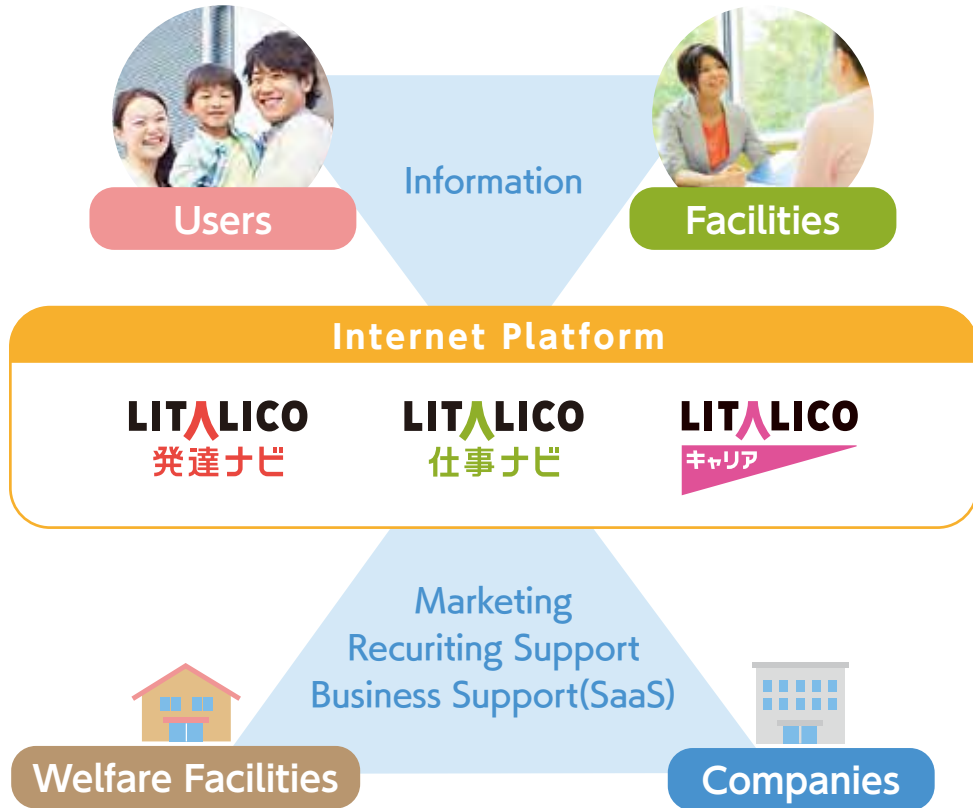 Information
Users
Facilities
Internet Platform
LITALICO
発達ナビ
LITALICO
仕事ナビ
LITALICO
キャリア
Marketing
Recuriting Support
Business Support(SaaS)
Welfare Facilities
Companies